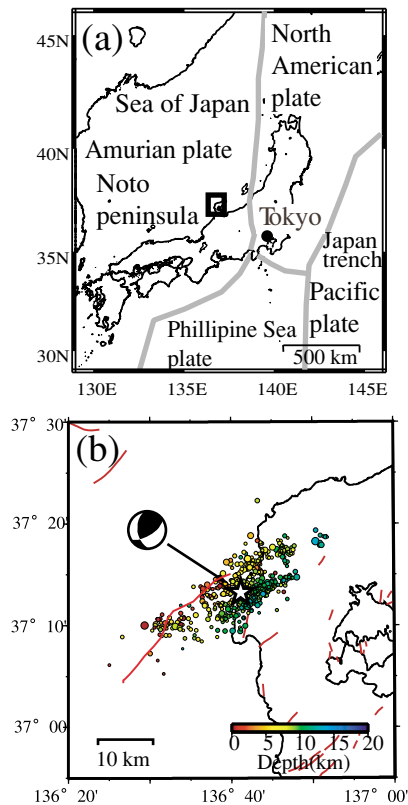 45N
(a)
North
American
plate
Sea of Japan
40N
Amurian plate
Noto
peninsula
Tokyo
35N
Japan
trench
Pacific
plate
Phillipine Sea
plate
500 km
30N
130E 135E 140E 145E
37° 30'
(b)
37° 20'
37° 10'
37° 00'
10 km
0 5 10 15 20
Depth(km)
136° 20' 136° 40' 137° 00'